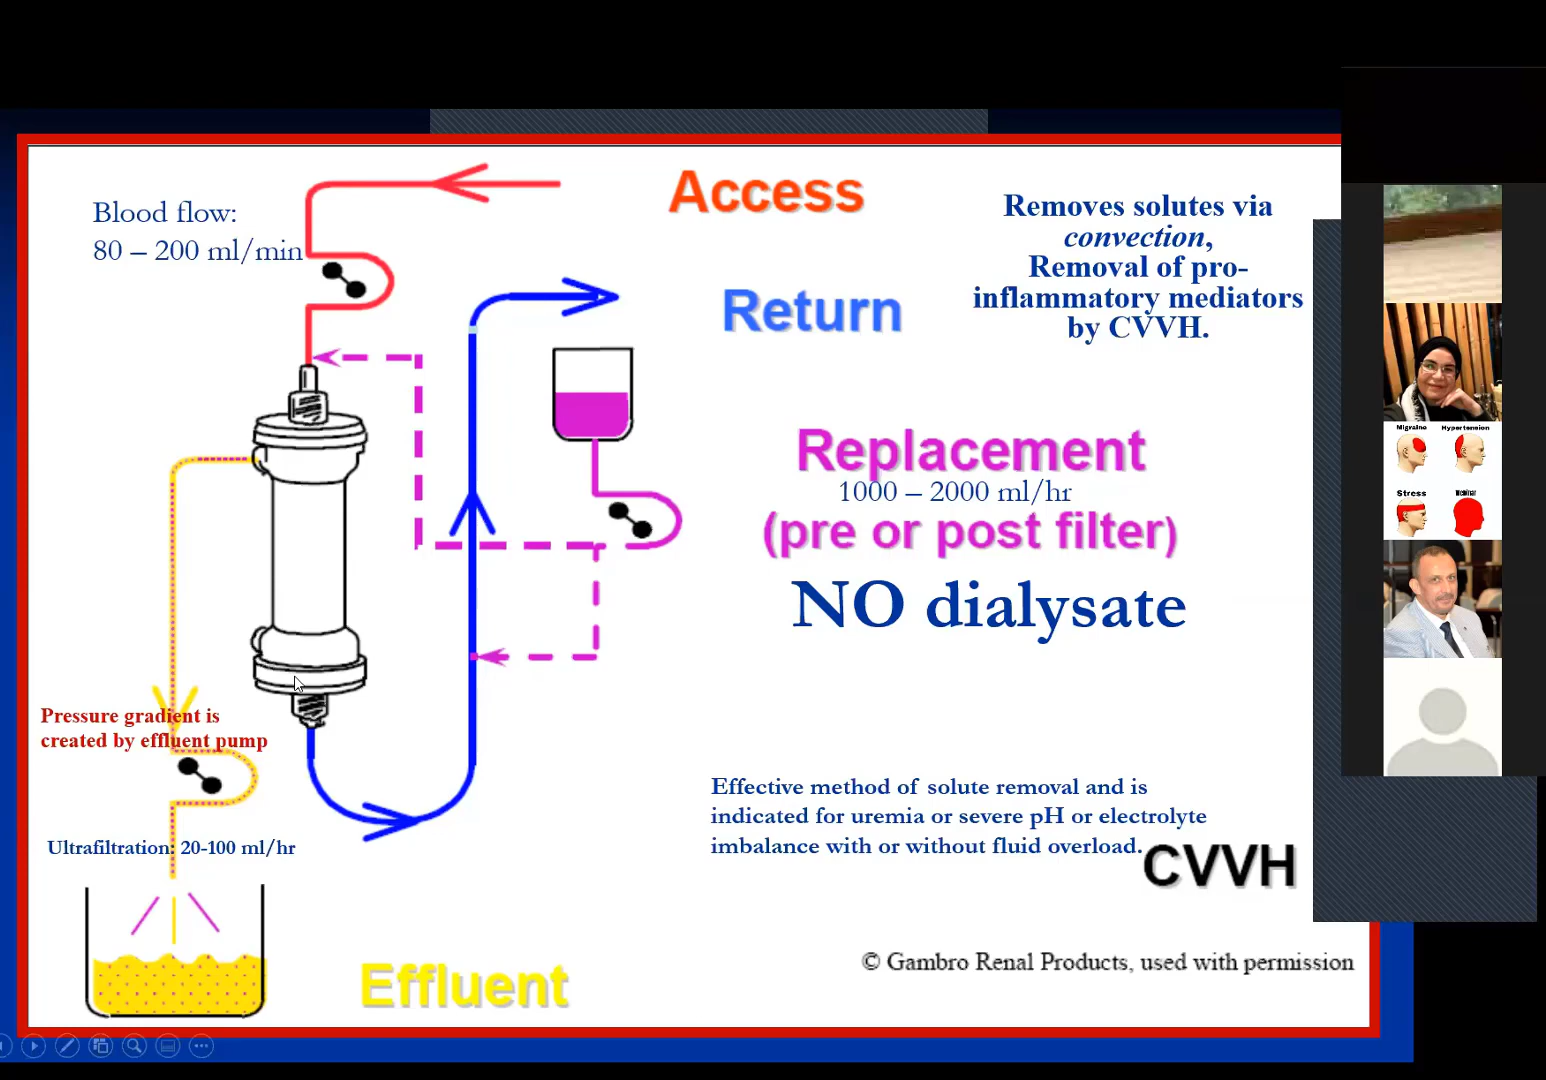 Access
Blood flow:
80 – 200 ml/min
Removes solutes via
convection,
Removal of pro-
inflammatory mediators
by CVVH.
Return
Replacement
1000 – 2000 ml/hr
(pre or post filter)
NO dialysate
Migraine
Hypertension
Stress
Pressure gradient is
created by effluent pump
Ultrafiltration: 20-100 ml/hr
Effective method of solute removal and is
indicated for uremia or severe pH or electrolyte
imbalance with or without fluid overload.
CVVH
Effluent
© Gambro Renal Products, used with permission